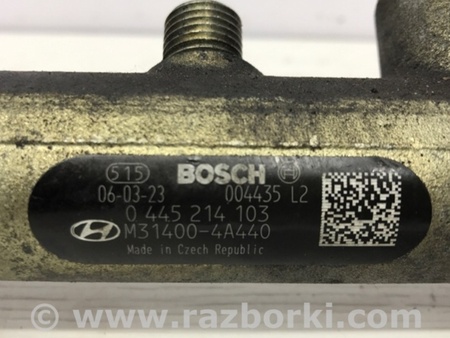 515 BOSCH
06-03-23 004435 L2
0 445 214 103
M31400-4A440
Made in Czech Republic
© www.razborki.com